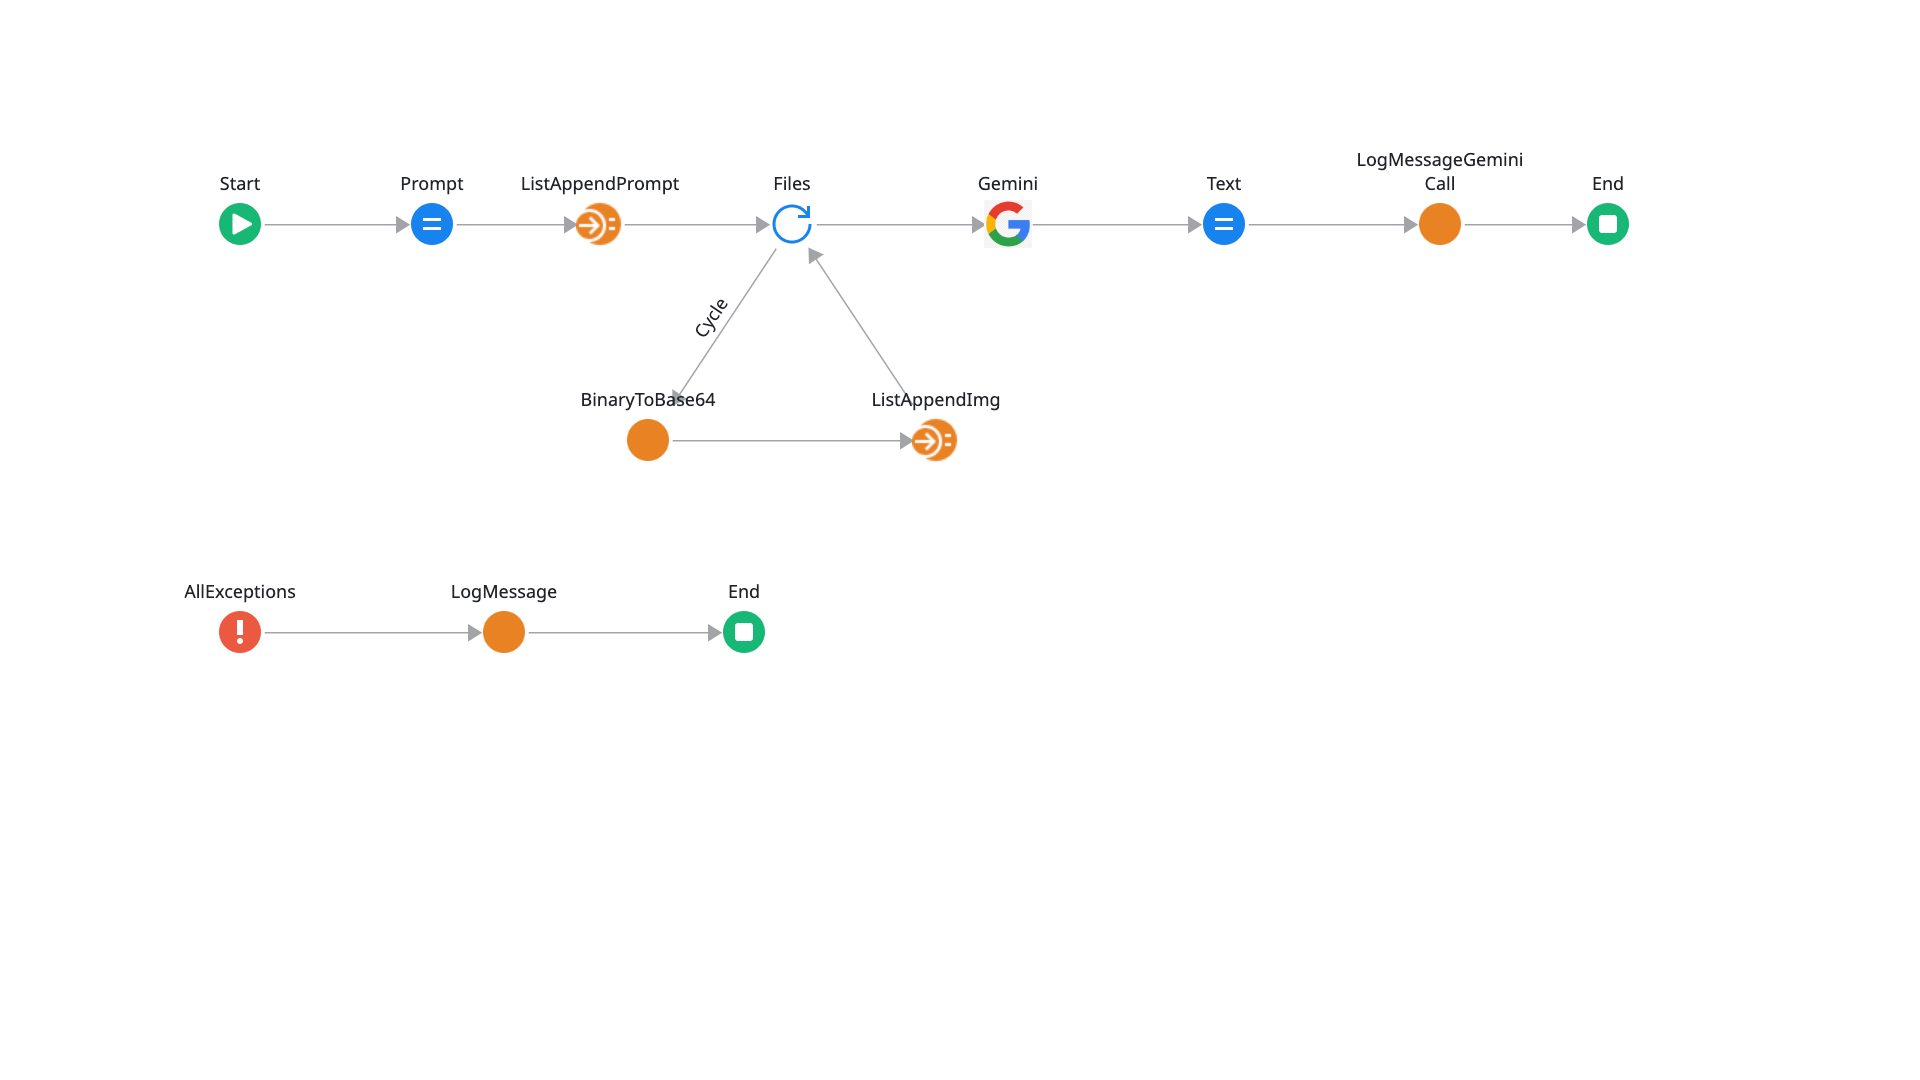 LogMessageGemini
Start
Prompt
ListAppendPrompt
Files
Gemini
Text
Call
End
Cycle
BinaryToBase64
ListAppendImg
AllExceptions
LogMessage
End